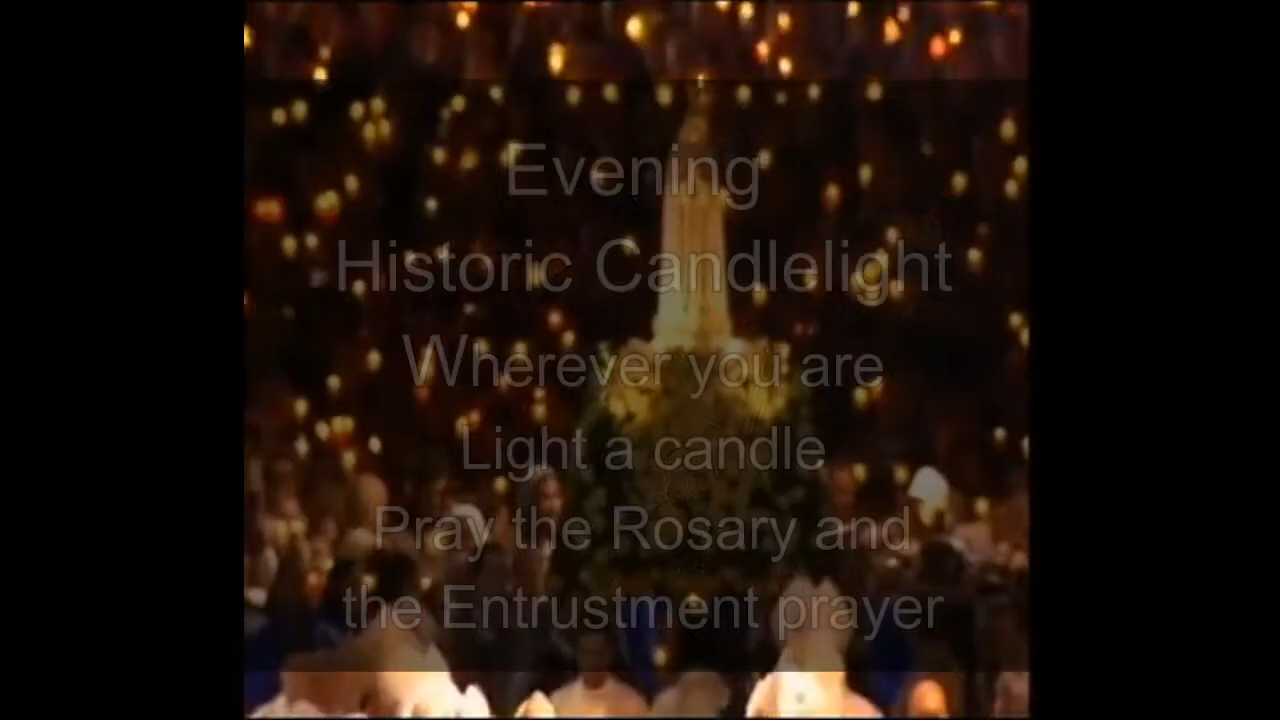 Evening
Historic Candlelight
Wherever you are
Light a candle
Pray the Rosary and
the Entrustment prayer